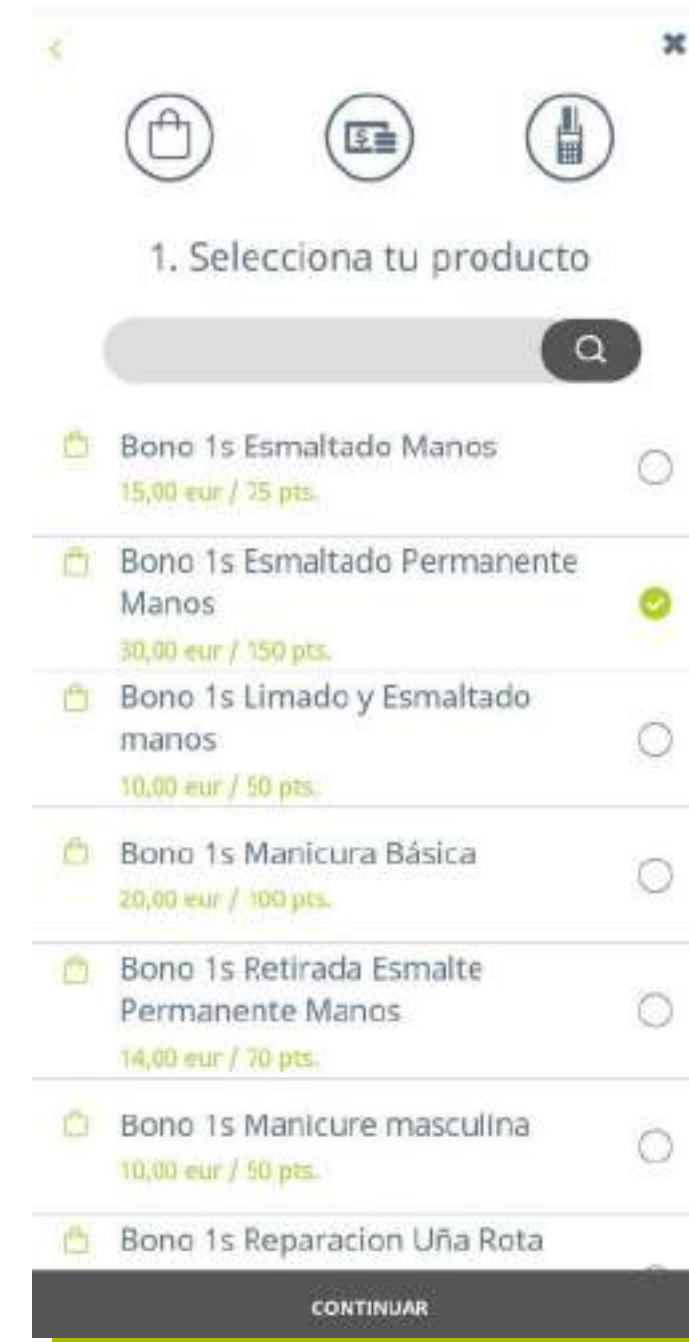 1. Selecciona tu producto
Bono 1s Esmaltado Manos
15,00 eur / 75 pts.
Bono 1s Esmaltado Permanente
Manos
30,00 eur / 150 pts.
Bono 1s Limado y Esmaltado
manos
10,00 eur / 50 pts.
Bono 1s Manicura Básica
20,00 eur / 100 pts.
Bono 1s Retirada Esmalte
Permanente Manos
14,00 eur / 70 pts.
Bono 1s Manicure masculina
10,00 eur / 50 pts.
Bono 1s Reparacion Uña Rota
CONTINUAR